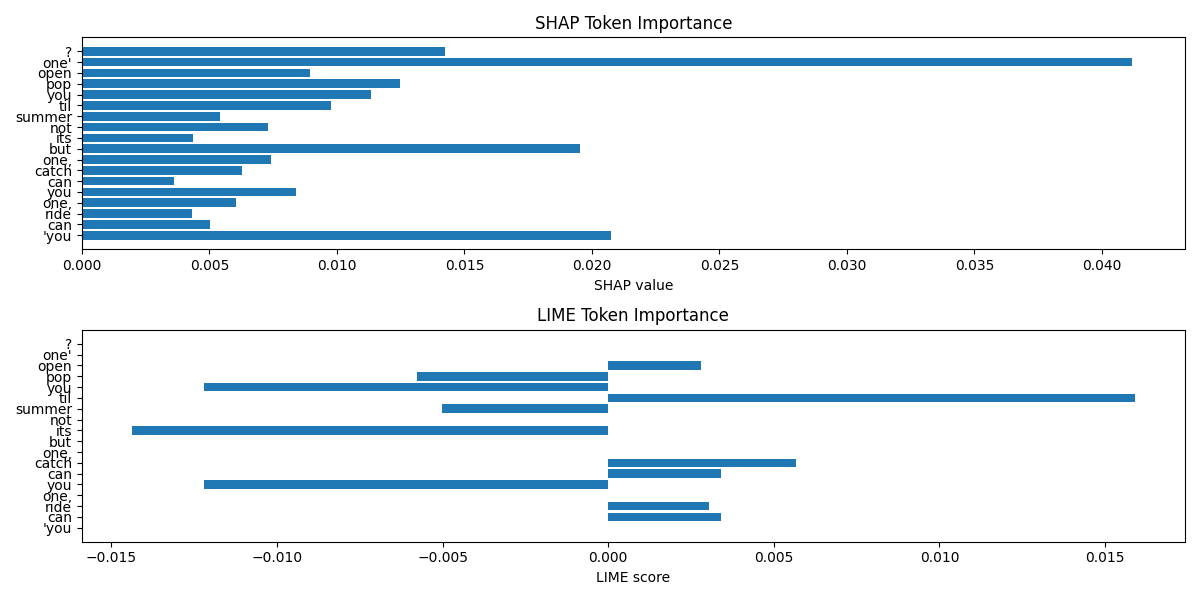 SHAP Token Importance
?
one'
open
pop
you
til
summer
not
its
but
one,
catch
can
you
one,
ride
can
'you
0.000 0.005 0.010 0.015 0.020 0.025 0.030 0.035 0.040
SHAP value
LIME Token Importance
?
one'
open
pop
you
til
summer
not
its
but
one,
catch
can
you
one,
ride
can
'you
−0.015 −0.010 −0.005 0.000 0.005 0.010 0.015
LIME score